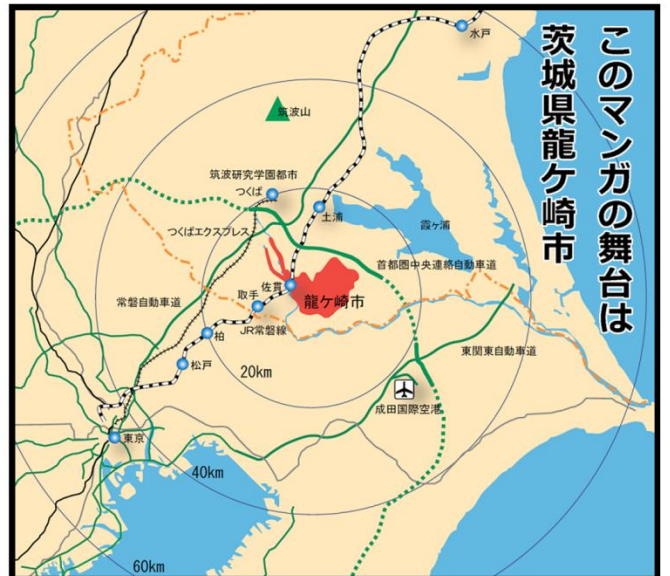 このマンガの舞台は
茨城県龍ケ崎市
水戸
筑波山
筑波研究学園都市
つくば
土浦
つくばエクスプレス
霞ヶ浦
首都圏中央連絡自動車道
常磐自動車道
取手
佐貫
龍ケ崎市
JR常磐線
柏
松戸
東関東自動車道
20km
成田国際空港
東京
40km
60km